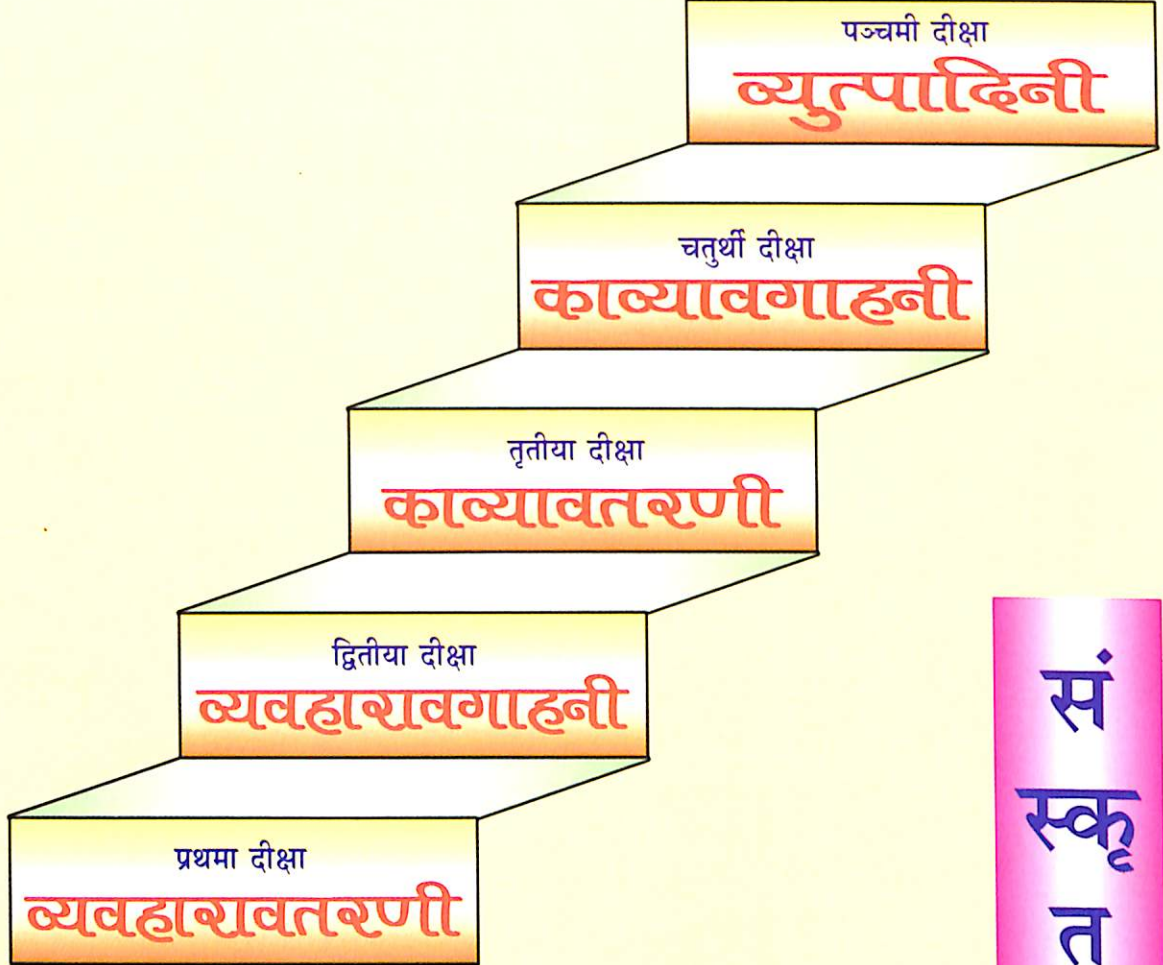 पञ्चमी दीक्षा
व्युत्पादिनी
चतुर्थी दीक्षा
काव्यावगाहनी
तृतीया दीक्षा
काव्यावतरणी
द्वितीया दीक्षा
व्यवहारावगाहनी
प्रथमा दीक्षा
व्यवहारावतरणी
सं
स्कृ
त